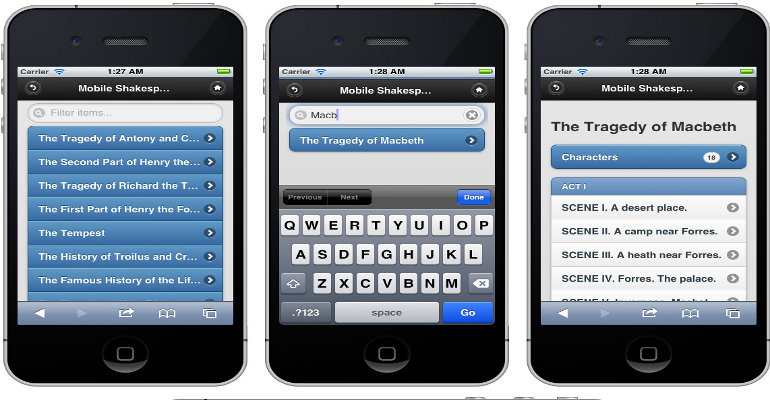 Carrier 1:27 AM
Mobile Shakesp...
Filter items...
The Tragedy of Antony and C...
The Second Part of Henry the...
The Tragedy of Richard the T...
The First Part of Henry the Fo...
The Tempest
The History of Troilus and Cr...
The Famous History of the Lif...
Carrier 1:28 AM
Mobile Shakesp...
Macb
The Tragedy of Macbeth
Previous Next Done
Q W E R T Y U I O P
A S D F G H J K L
Z X C V B N M
.?123 space Go
Carrier 1:28 AM
Mobile Shakesp...
The Tragedy of Macbeth
Characters 18
ACT I
SCENE I. A desert place.
SCENE II. A camp near Forres.
SCENE III. A heath near Forres.
SCENE IV. Forres. The palace.